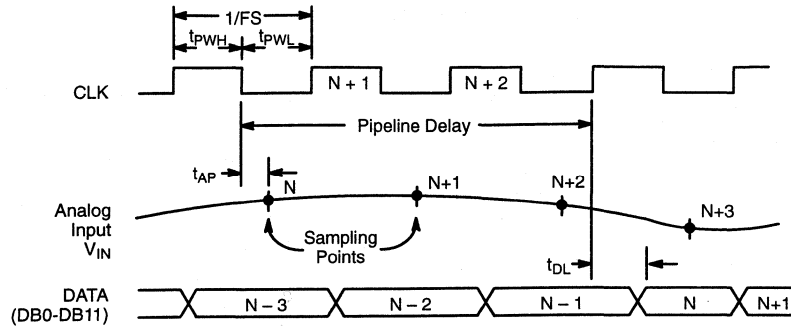 1/FS
tPWH tPWL
CLK
N + 1
N + 2
Pipeline Delay
tAP
N
N+1
N+2
N+3
Analog
Input
VIN
Sampling
Points
tDL
DATA
(DB0-DB11)
N – 3
N – 2
N – 1
N
N+1